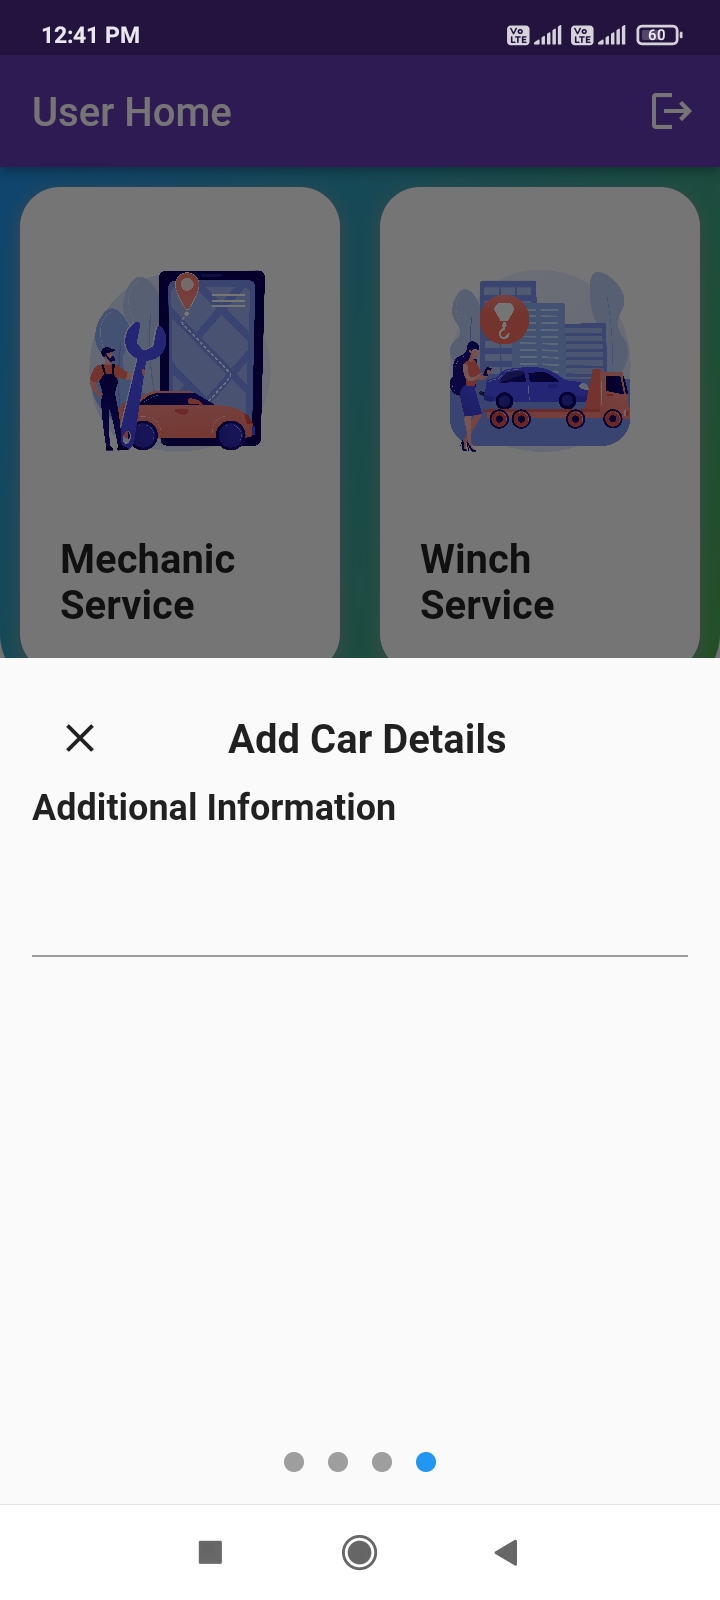 12:41 PM
Vo LTE
Vo LTE
60
User Home
Mechanic
Service
Winch
Service
Add Car Details
Additional Information